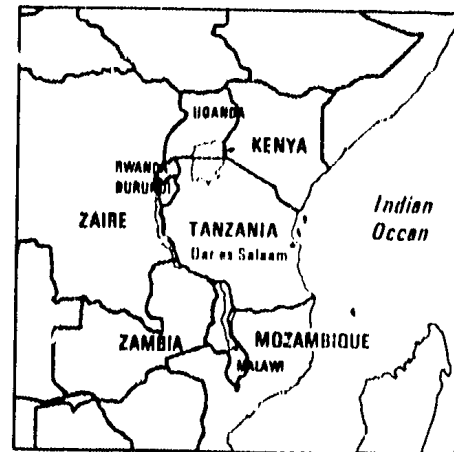 UGANDA
KENYA
RWANDA
BURUNDI
ZAIRE
TANZANIA
Dar es Salaam
Indian
Ocean
ZAMBIA
MOZAMBIQUE
MALAWI